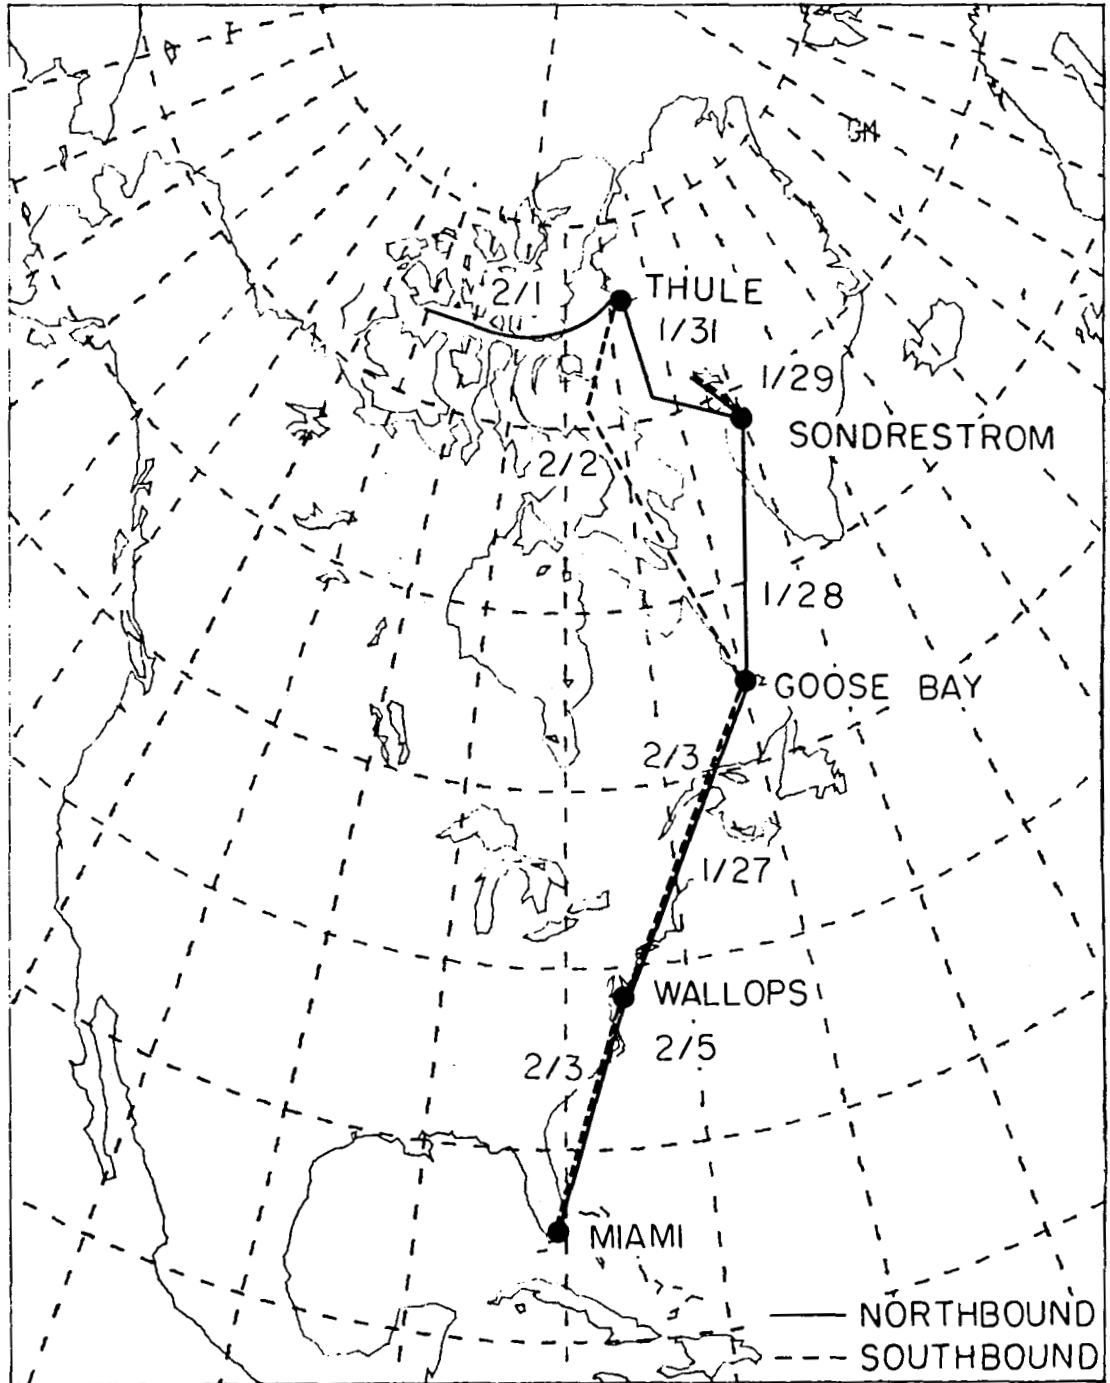 GM
2/1
THULE
1/31
1/29
SONDRESTROM
2/2
1/28
GOOSE BAY
2/3
1/27
WALLOPS
2/5
2/3
MIAMI
NORTHBOUND
SOUTHBOUND